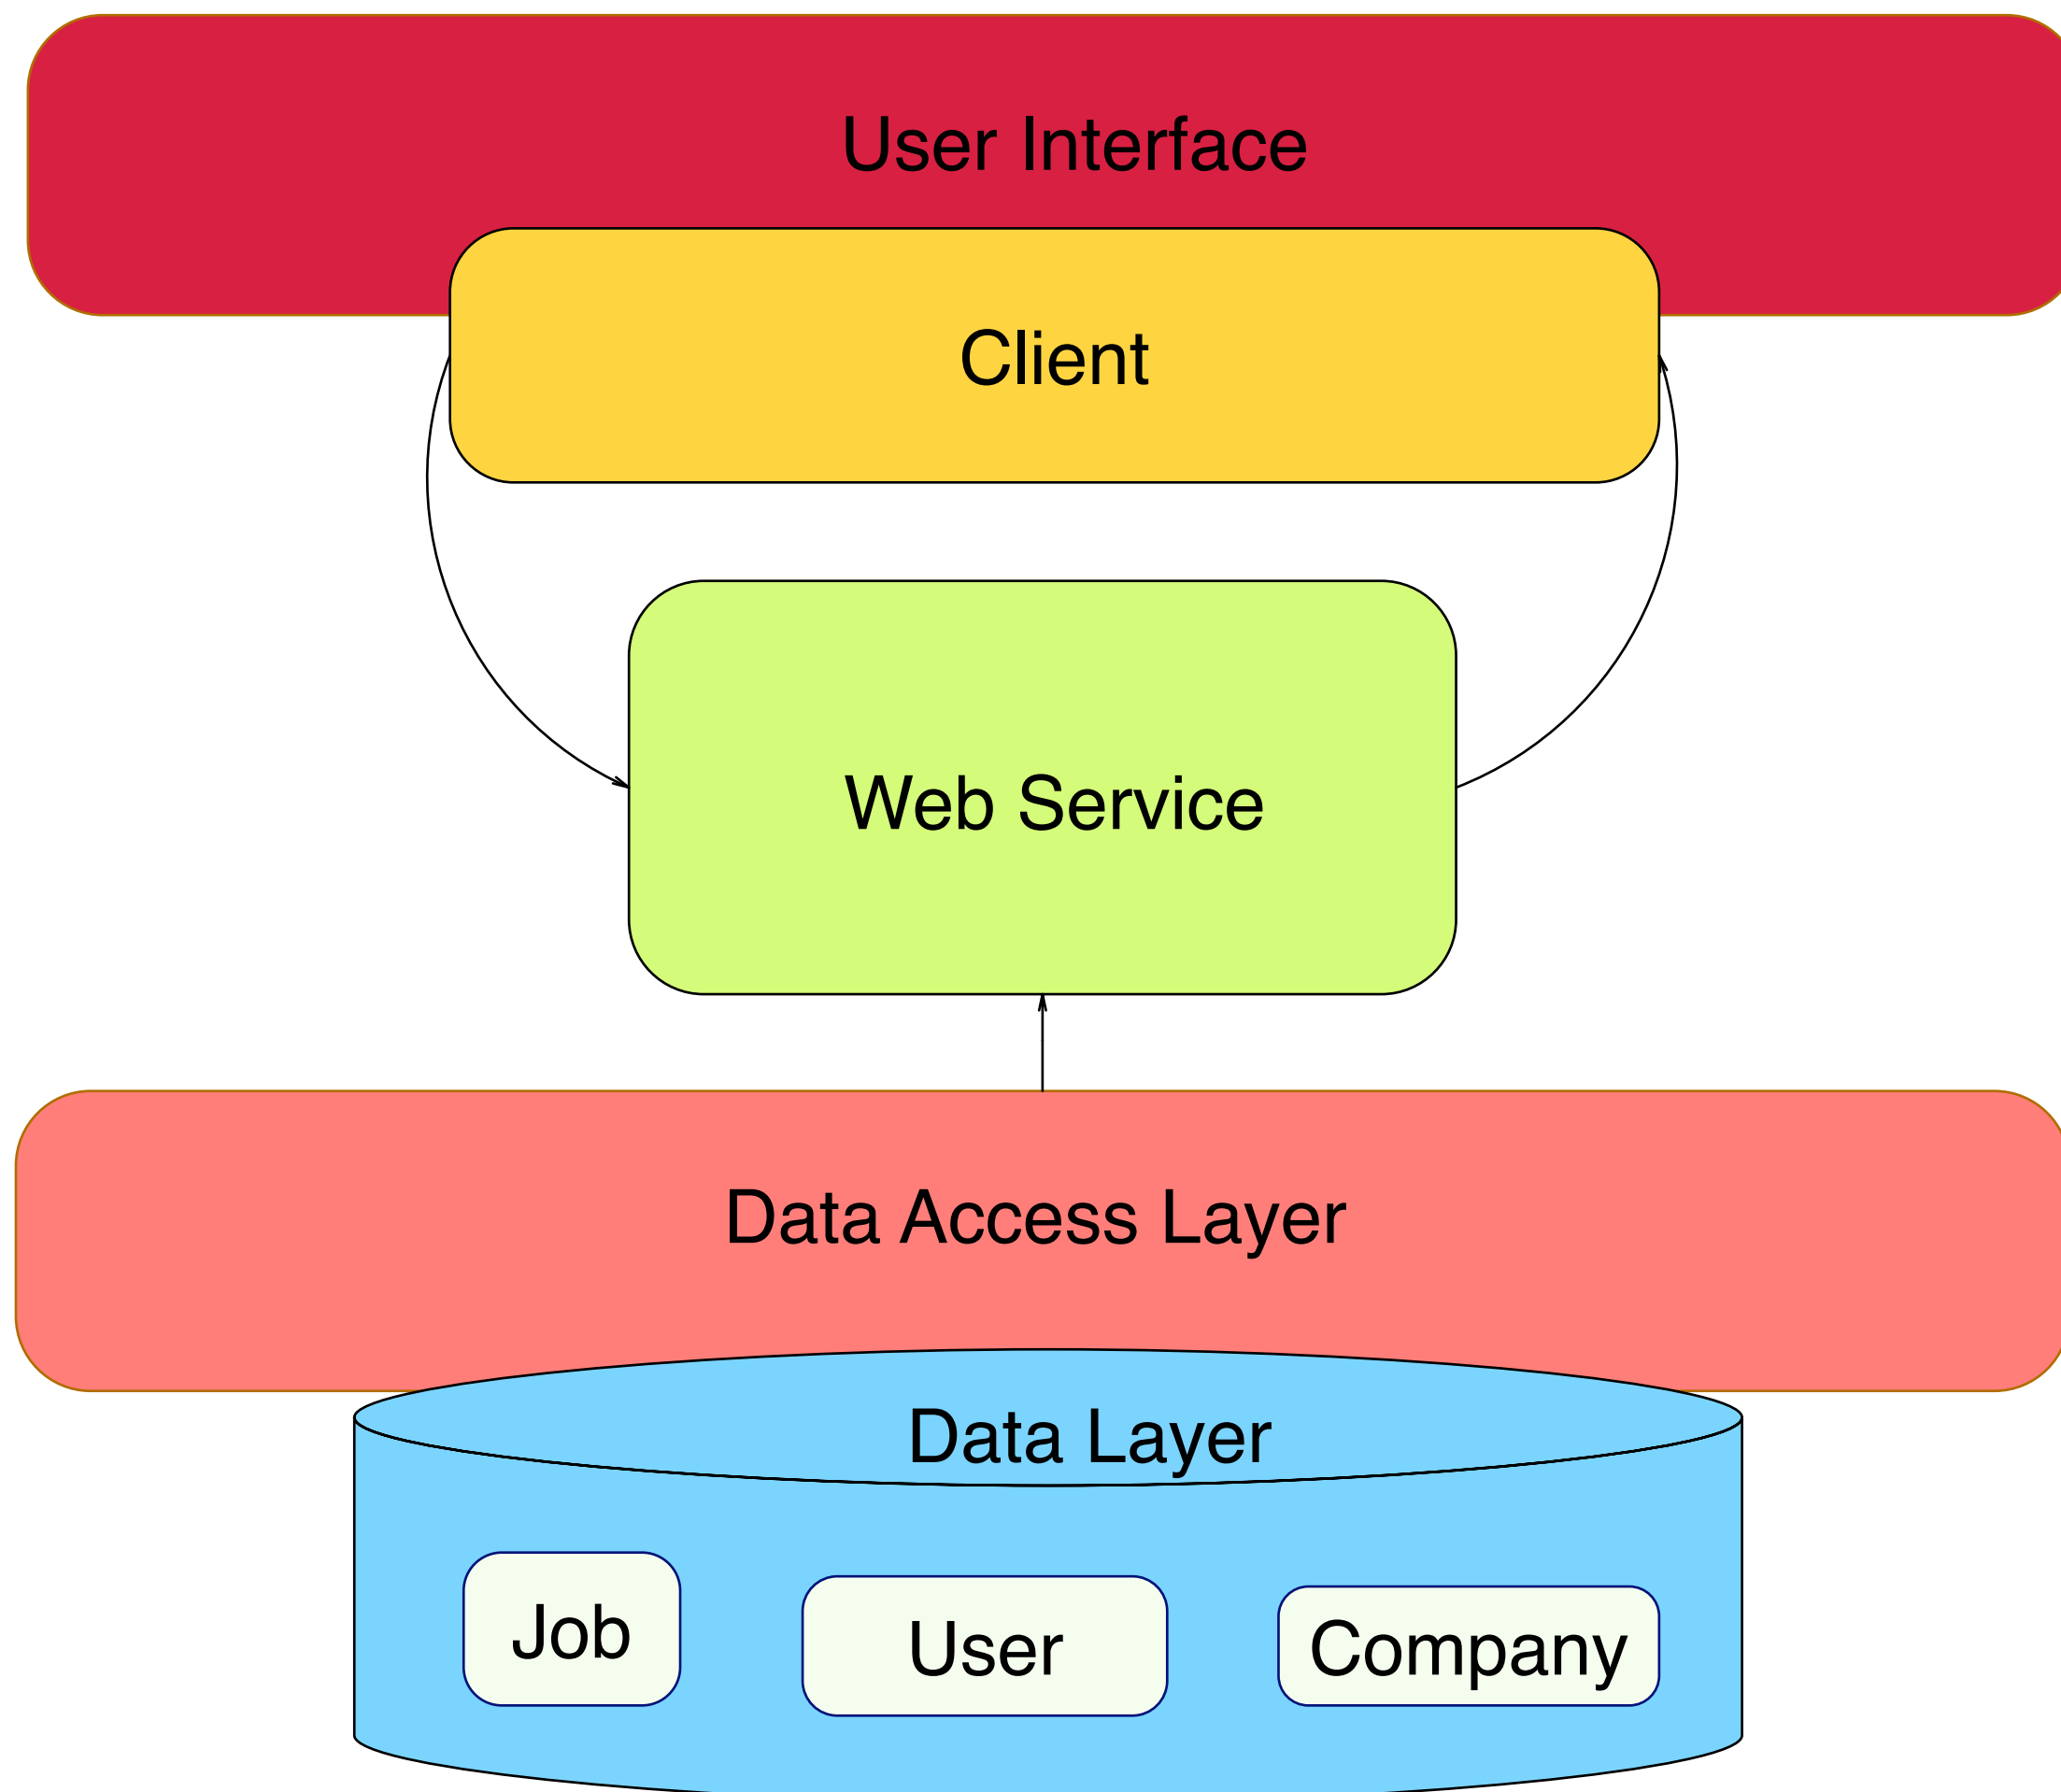 User Interface
Client
Web Service
Data Access Layer
Data Layer
Job
User
Company